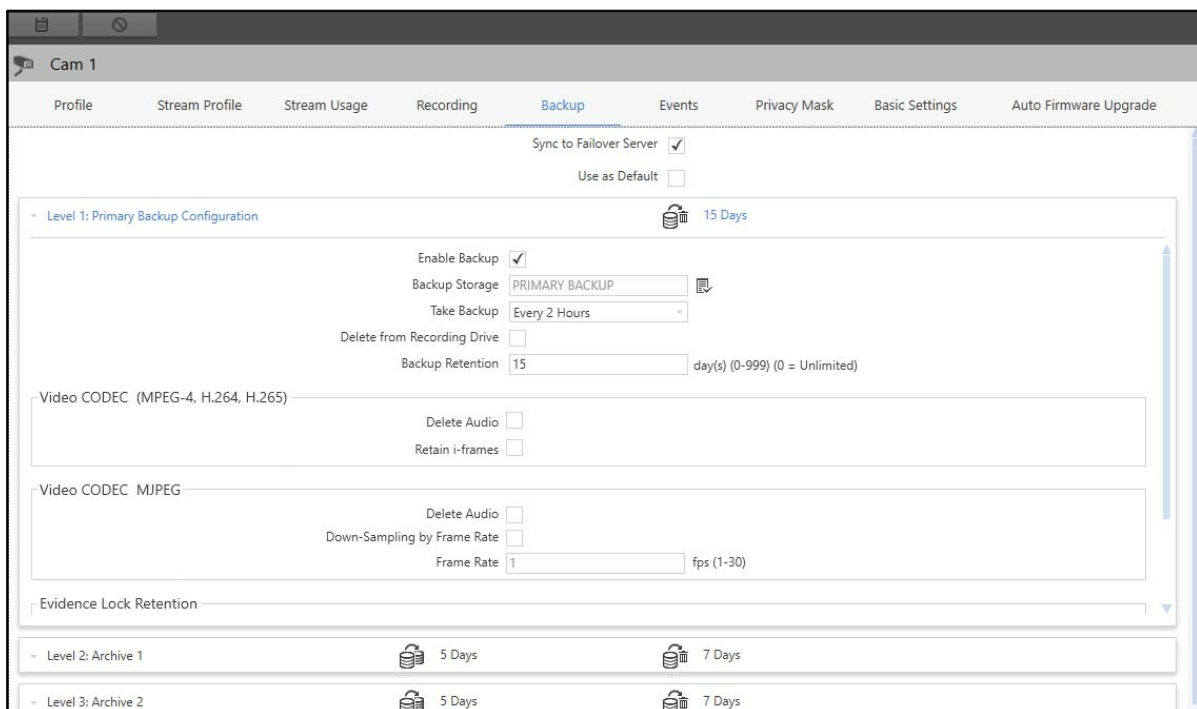 Cam 1
Profile Stream Profile Stream Usage Recording Backup Events Privacy Mask Basic Settings Auto Firmware Upgrade
Sync to Failover Server
Use as Default
Level 1: Primary Backup Configuration 15 Days
Enable Backup
Backup Storage PRIMARY BACKUP
Take Backup Every 2 Hours
Delete from Recording Drive
Backup Retention 15 day(s) (0-999) (0 = Unlimited)
Video CODEC (MPEG-4, H.264, H.265)
Delete Audio
Retain i-frames
Video CODEC MJPEG
Delete Audio
Down-Sampling by Frame Rate
Frame Rate 1 fps (1-30)
Evidence Lock Retention
Level 2: Archive 1 5 Days 7 Days
Level 3: Archive 2 5 Days 7 Days